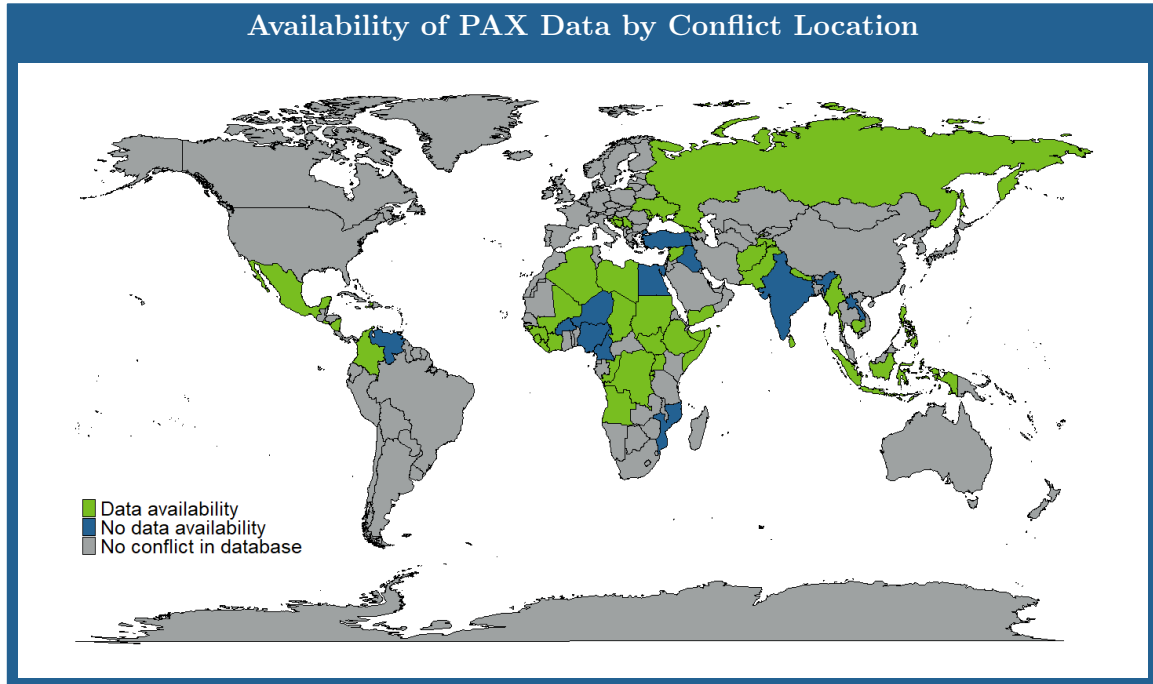 Availability of PAX Data by Conflict Location
Data availability
No data availability
No conflict in database